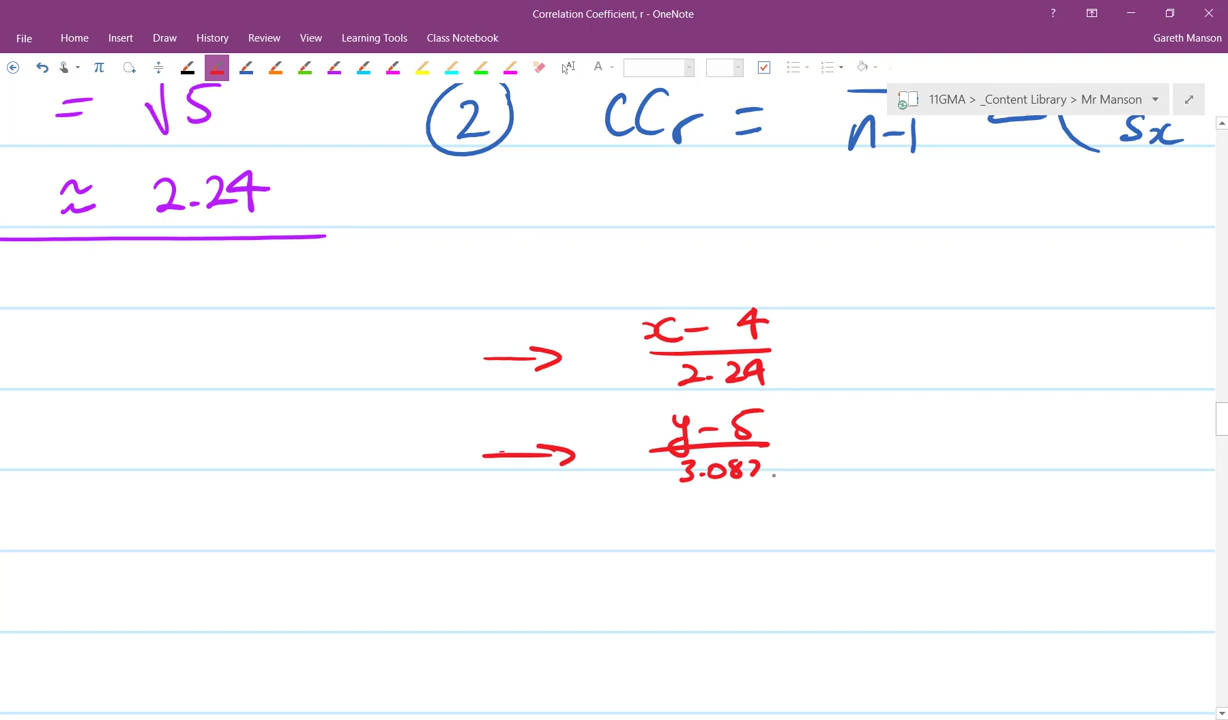 Correlation Coefficient, r - OneNote
?
File Home Insert Draw History Review View Learning Tools Class Notebook Gareth Manson
π A A
11GMA > _Content Library > Mr Manson
= √5
② CCr = n-1 sx
≈ 2.24
→ x - 4
2.24
→ y - 5
3.087